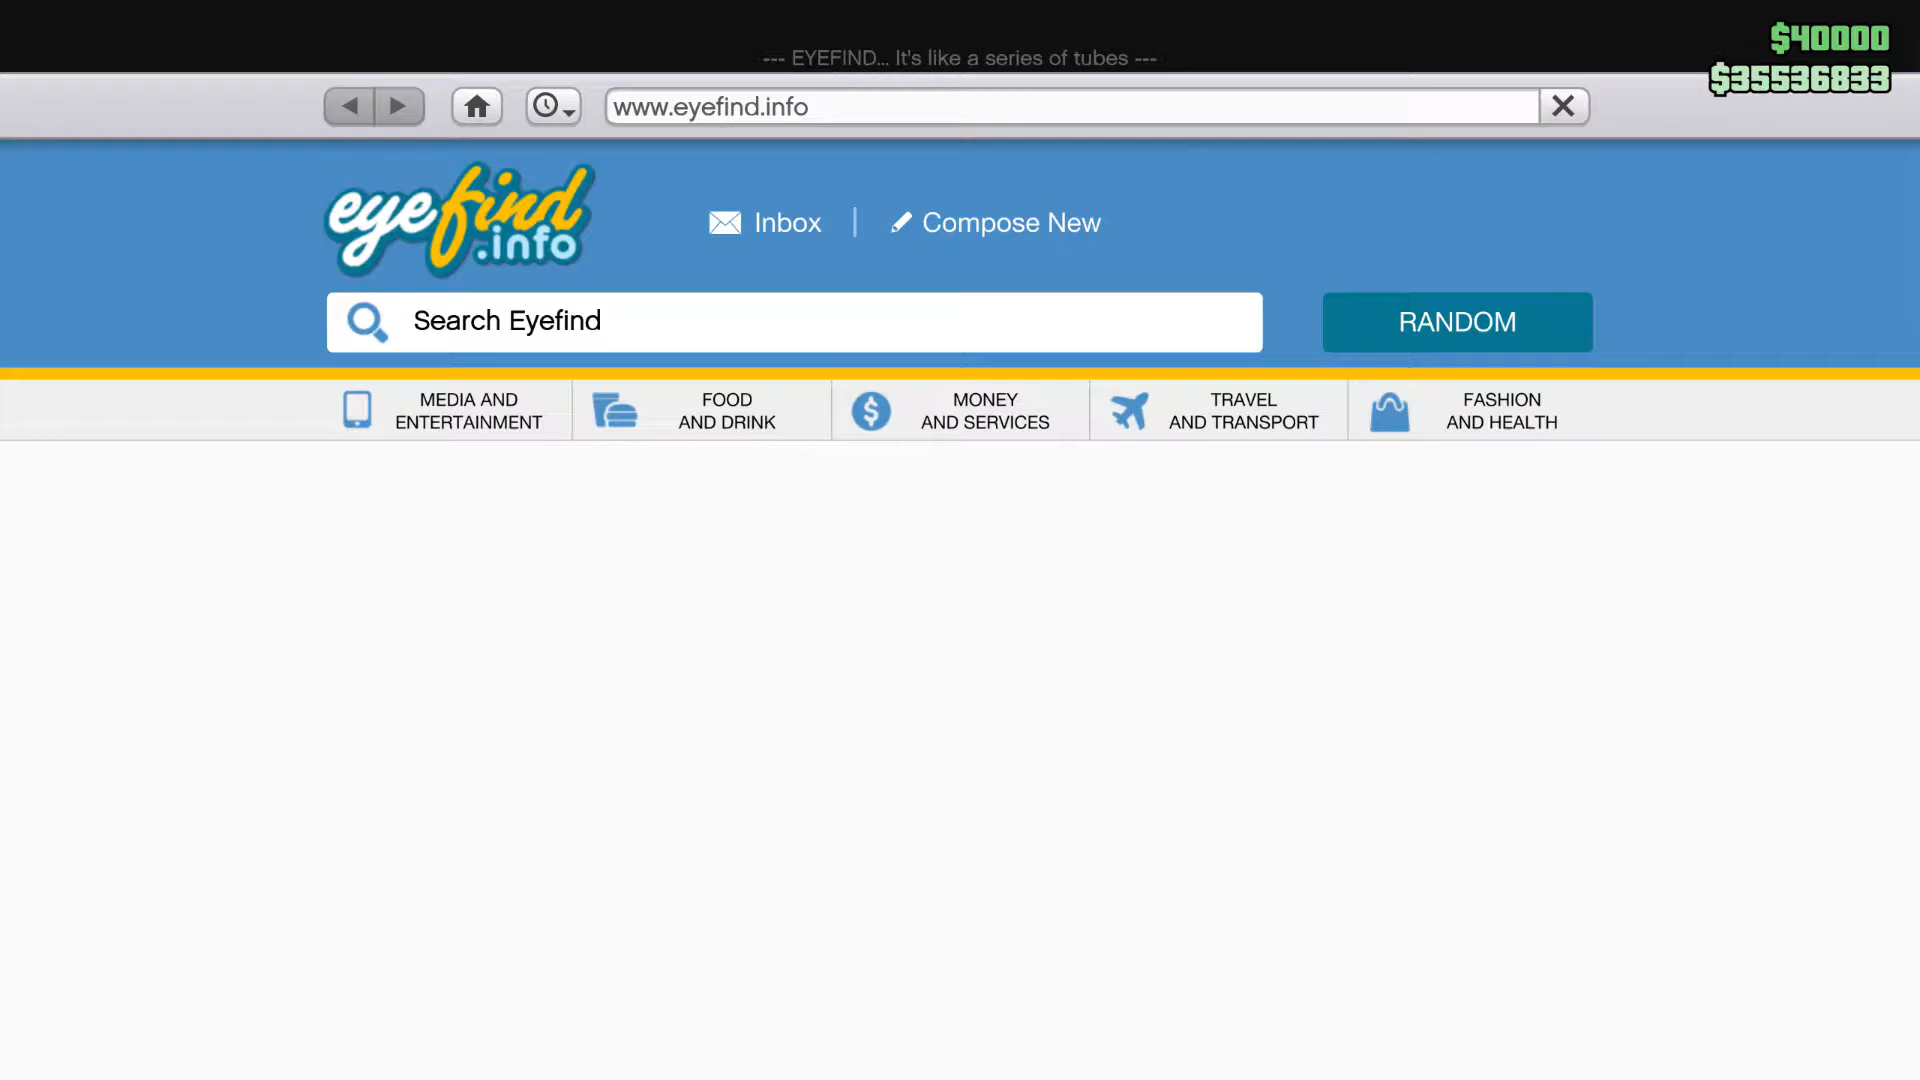 $40000
--- EYEFIND... It's like a series of tubes ---
$35536833
www.eyefind.info
eyefind
.info
Inbox
Compose New
Search Eyefind
RANDOM
MEDIA AND
ENTERTAINMENT
FOOD
AND DRINK
MONEY
AND SERVICES
TRAVEL
AND TRANSPORT
FASHION
AND HEALTH